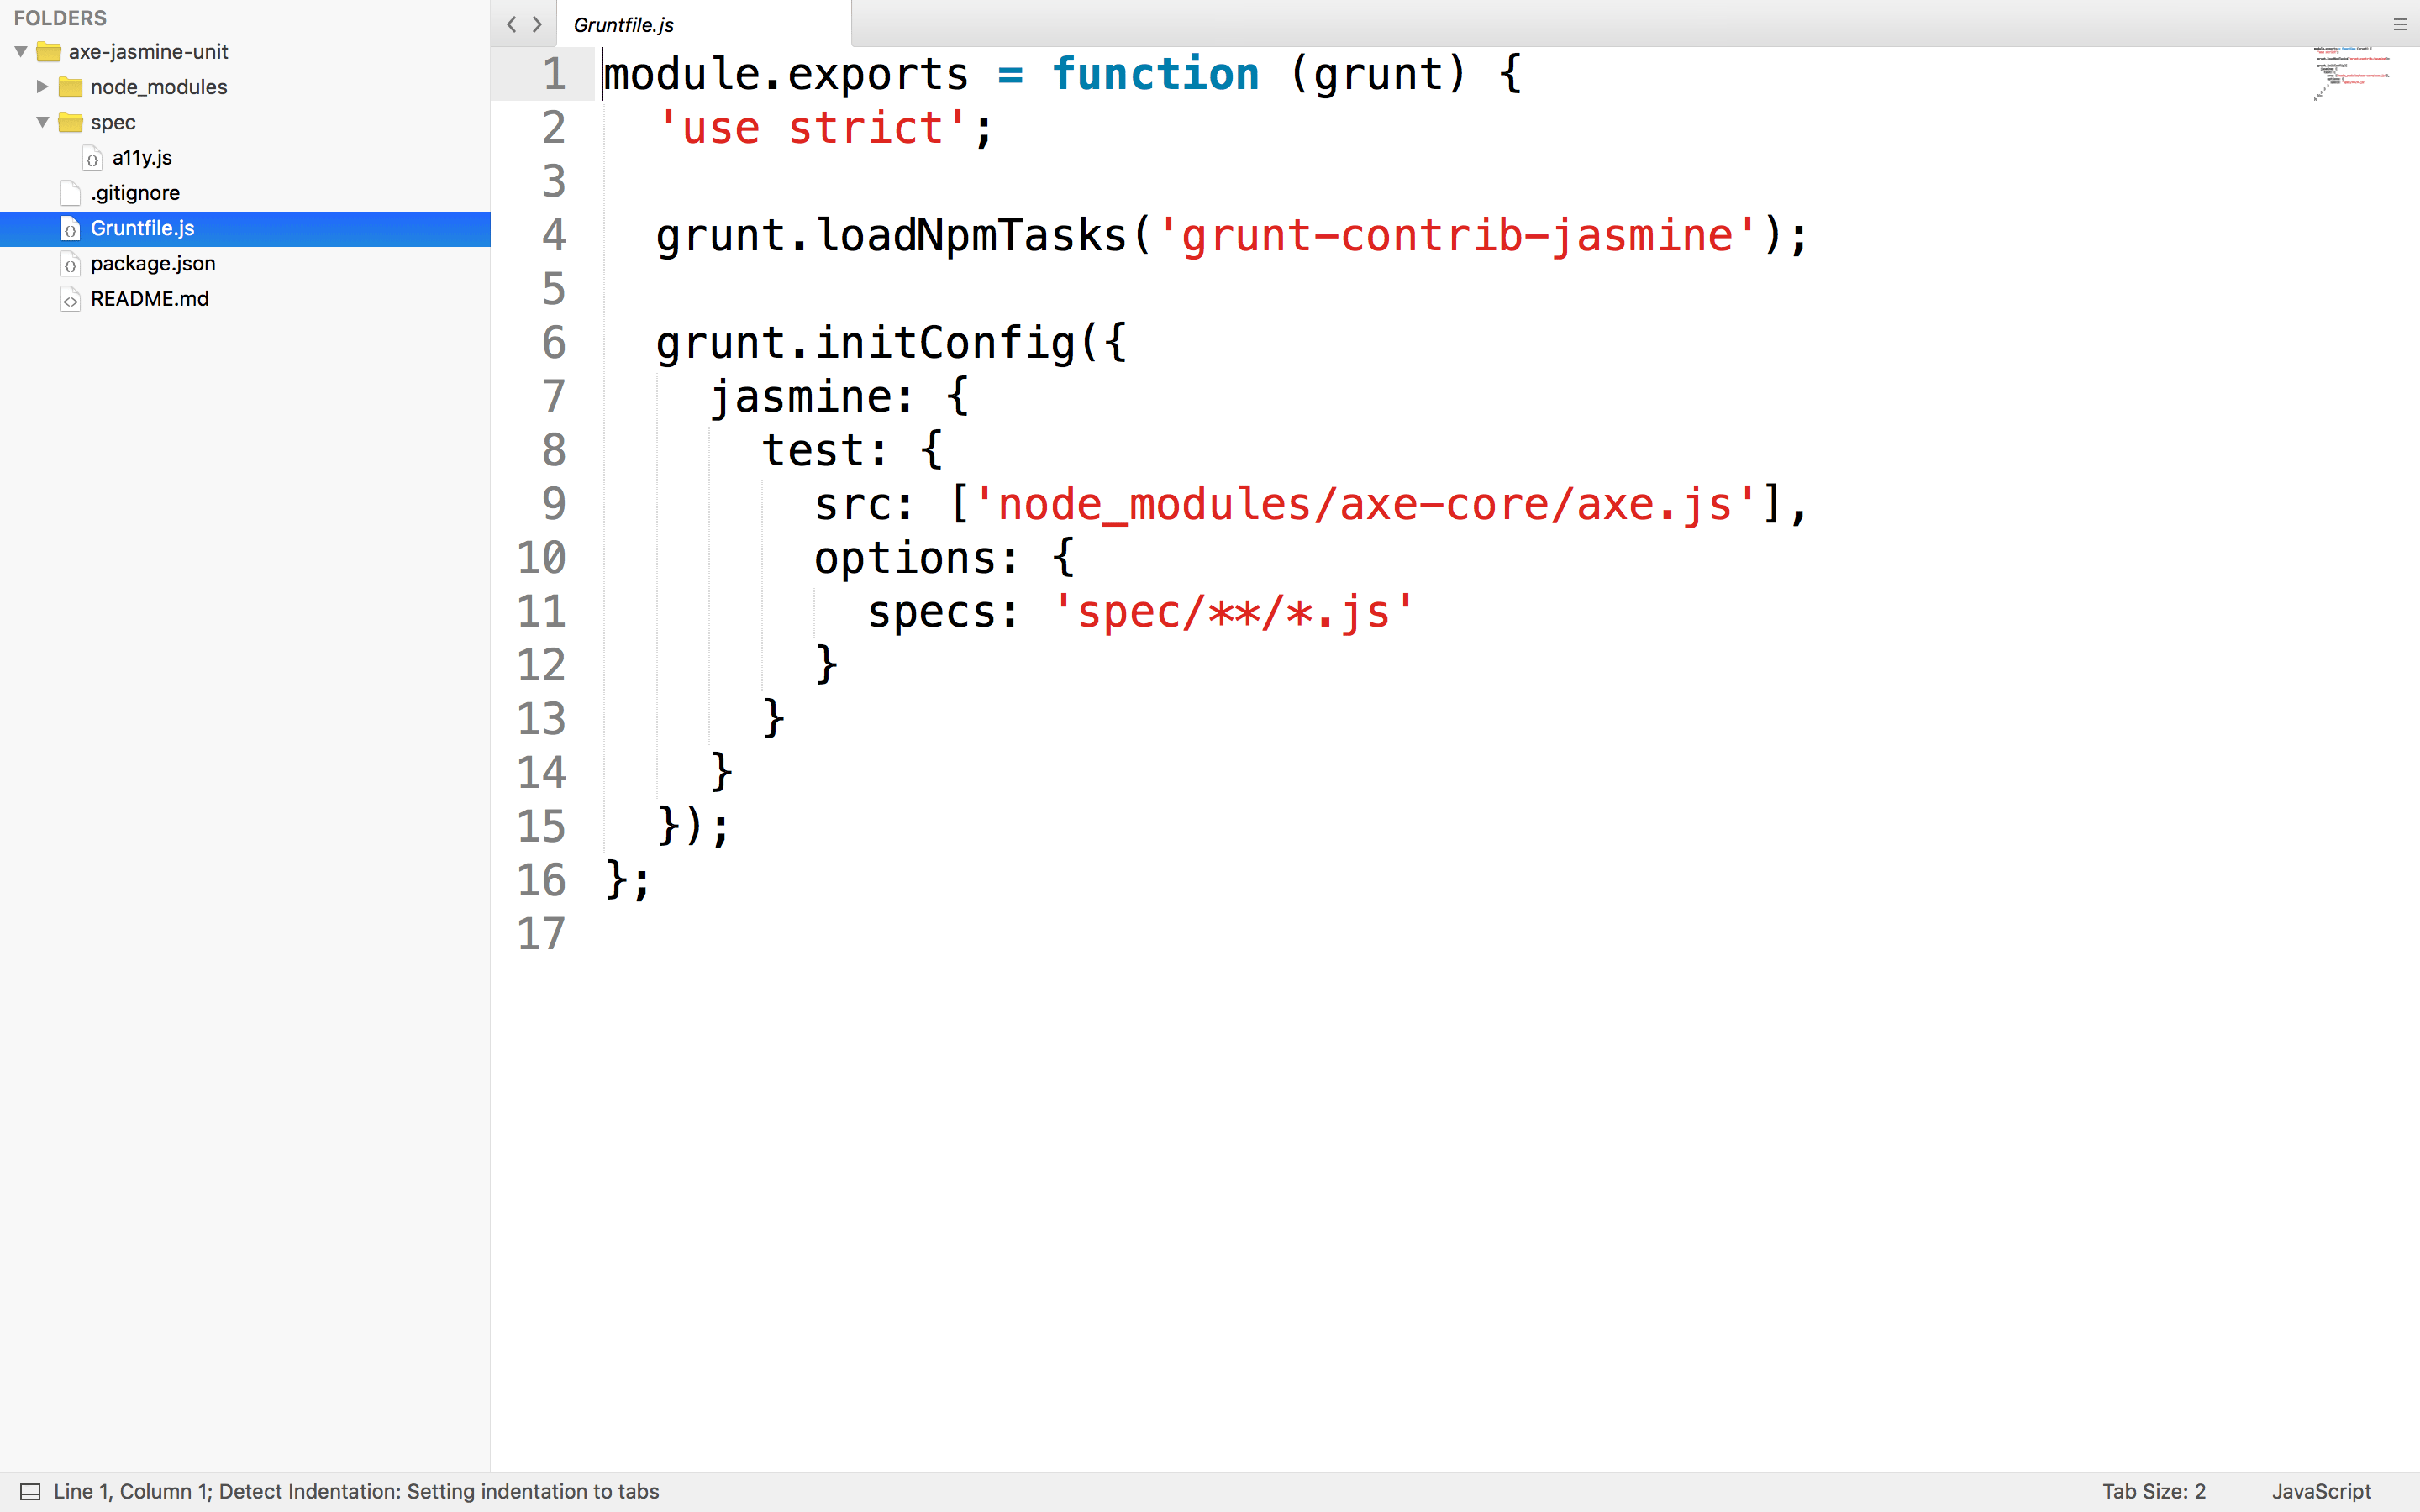 FOLDERS
axe-jasmine-unit
node_modules
spec
a11y.js
.gitignore
Gruntfile.js
package.json
README.md
Gruntfile.js
1 module.exports = function (grunt) {
2   'use strict';
3
4   grunt.loadNpmTasks('grunt-contrib-jasmine');
5
6   grunt.initConfig({
7     jasmine: {
8       test: {
9         src: ['node_modules/axe-core/axe.js'],
10         options: {
11           specs: 'spec/**/*.js'
12         }
13       }
14     }
15   });
16 };
17
Line 1, Column 1; Detect Indentation: Setting indentation to tabs
Tab Size: 2
JavaScript